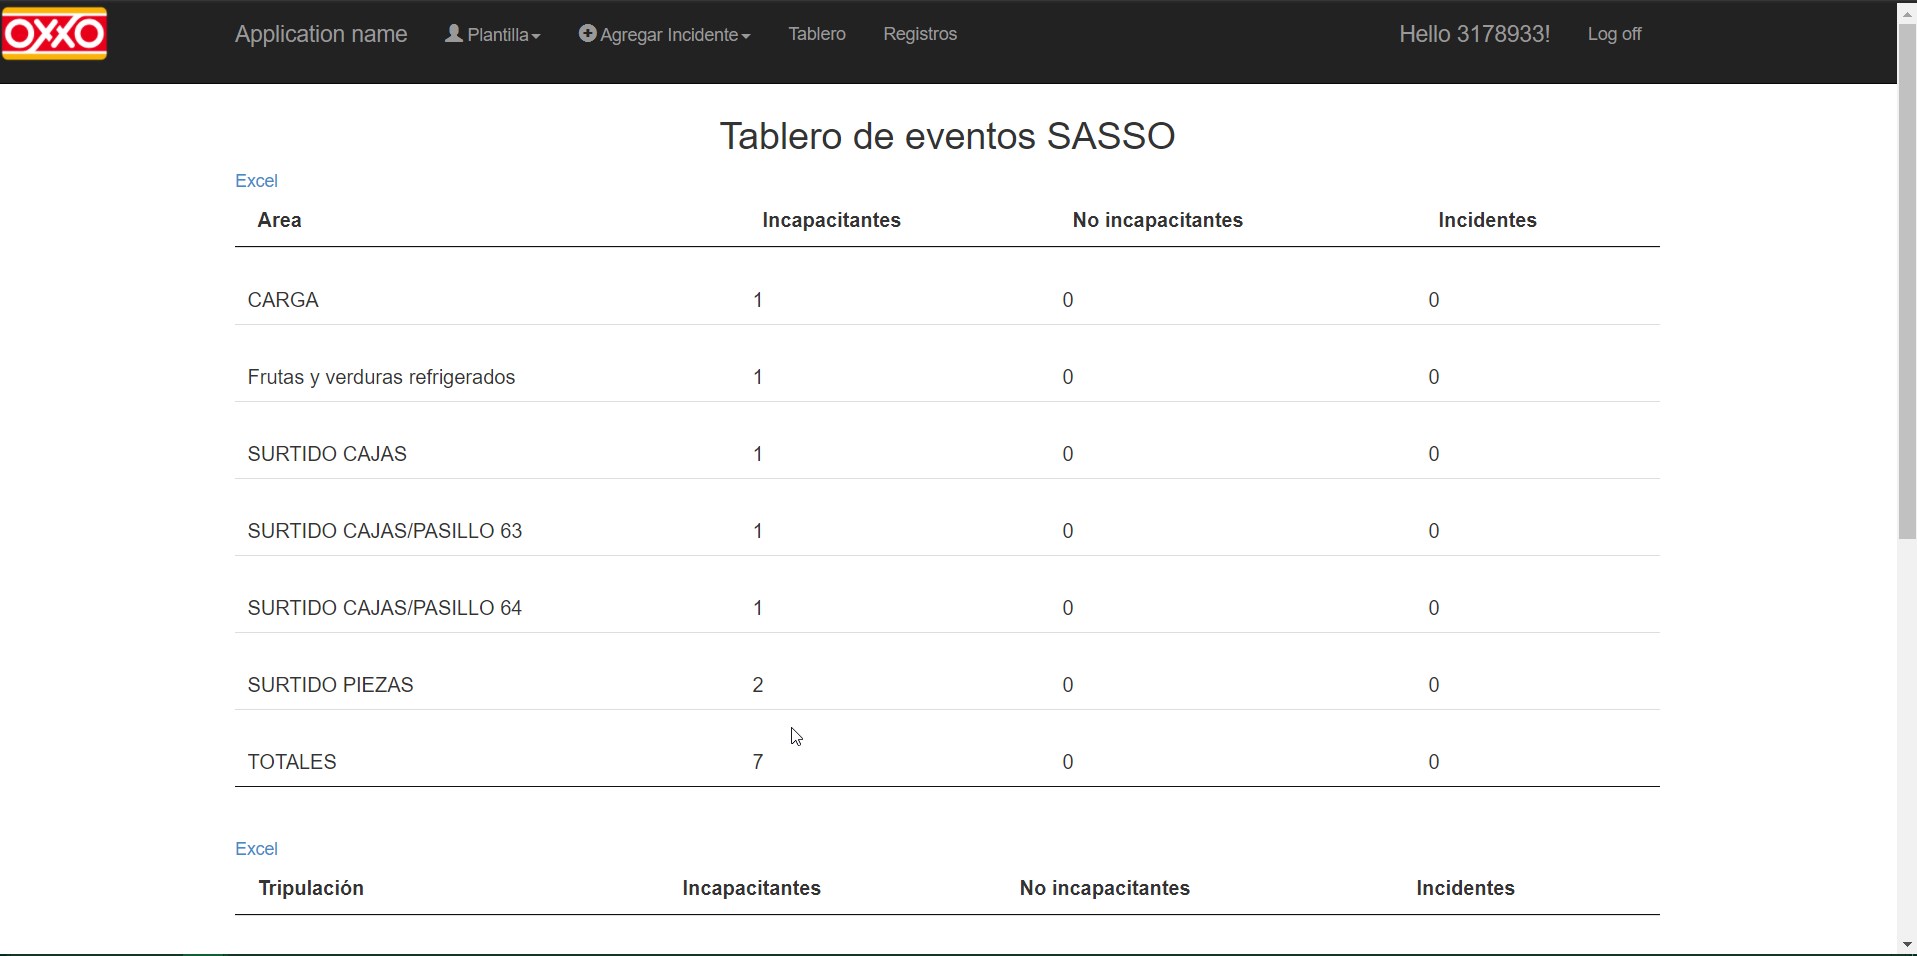 OXXO
Application name Plantilla Agregar Incidente Tablero Registros Hello 3178933! Log off
Tablero de eventos SASSO
Excel
Area Incapacitantes No incapacitantes Incidentes
CARGA 1 0 0
Frutas y verduras refrigerados 1 0 0
SURTIDO CAJAS 1 0 0
SURTIDO CAJAS/PASILLO 63 1 0 0
SURTIDO CAJAS/PASILLO 64 1 0 0
SURTIDO PIEZAS 2 0 0
TOTALES 7 0 0
Excel
Tripulación Incapacitantes No incapacitantes Incidentes